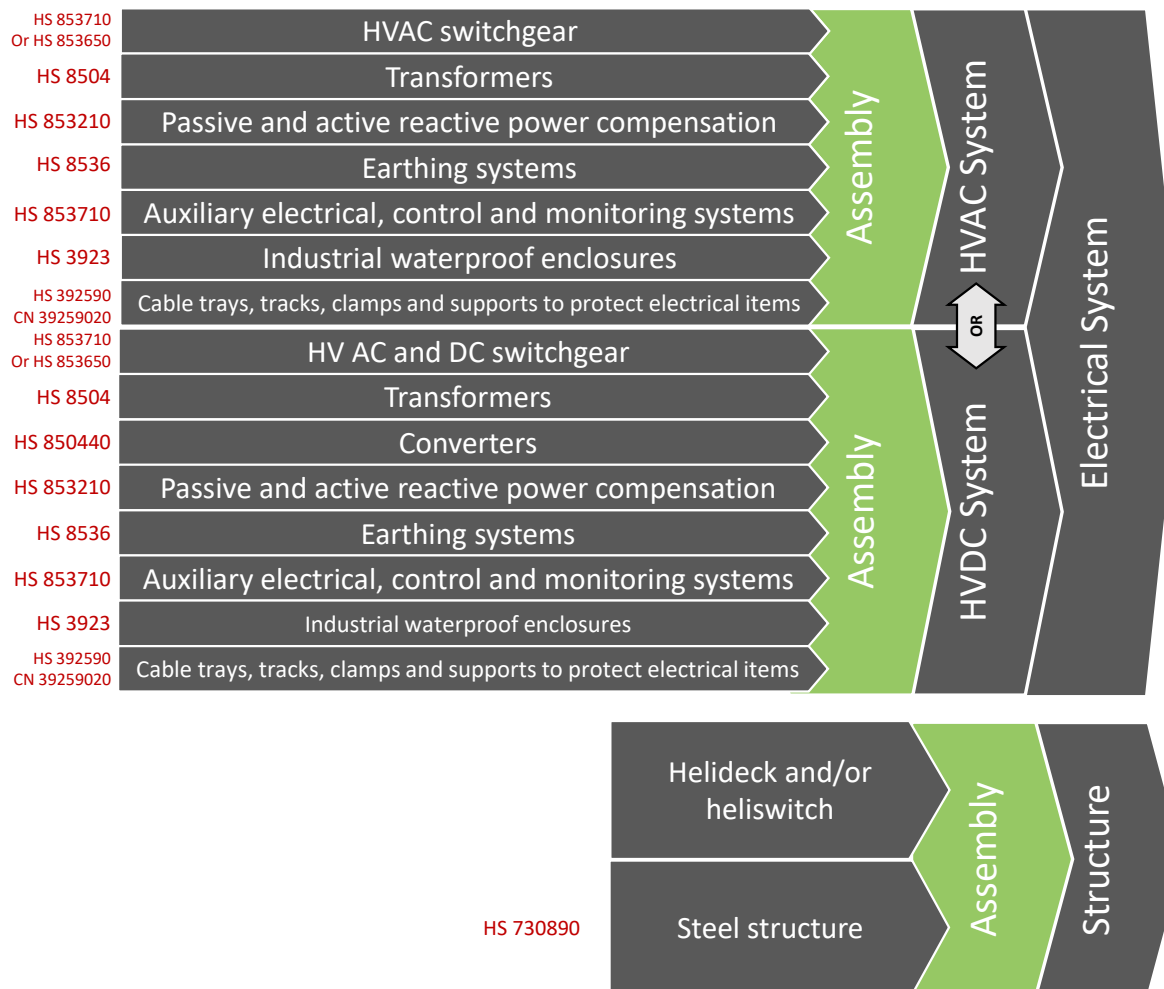 HS 853710
Or HS 853650
HVAC switchgear
HS 8504
Transformers
HS 853210
Passive and active reactive power compensation
HS 8536
Earthing systems
HS 853710
Auxiliary electrical, control and monitoring systems
HS 3923
Industrial waterproof enclosures
HS 392590
CN 39259020
Cable trays, tracks, clamps and supports to protect electrical items
Assembly
HVAC System
HS 853710
Or HS 853650
HV AC and DC switchgear
HS 8504
Transformers
HS 850440
Converters
HS 853210
Passive and active reactive power compensation
HS 8536
Earthing systems
HS 853710
Auxiliary electrical, control and monitoring systems
HS 3923
Industrial waterproof enclosures
HS 392590
CN 39259020
Cable trays, tracks, clamps and supports to protect electrical items
Assembly
HVDC System
OR
Electrical System
Helideck and/or
heliswitch
HS 730890
Steel structure
Assembly
Structure